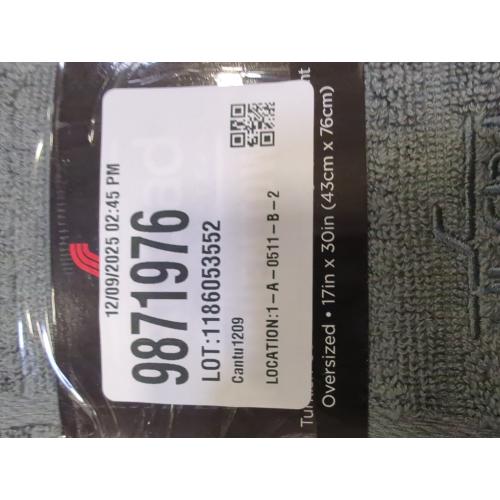 12/09/2025 02:45 PM
9871976
LOT:1186053552
Cantu1209
LOCATION:1-A-0511-B-2
Oversized • 17in x 30in (43cm x 76cm)